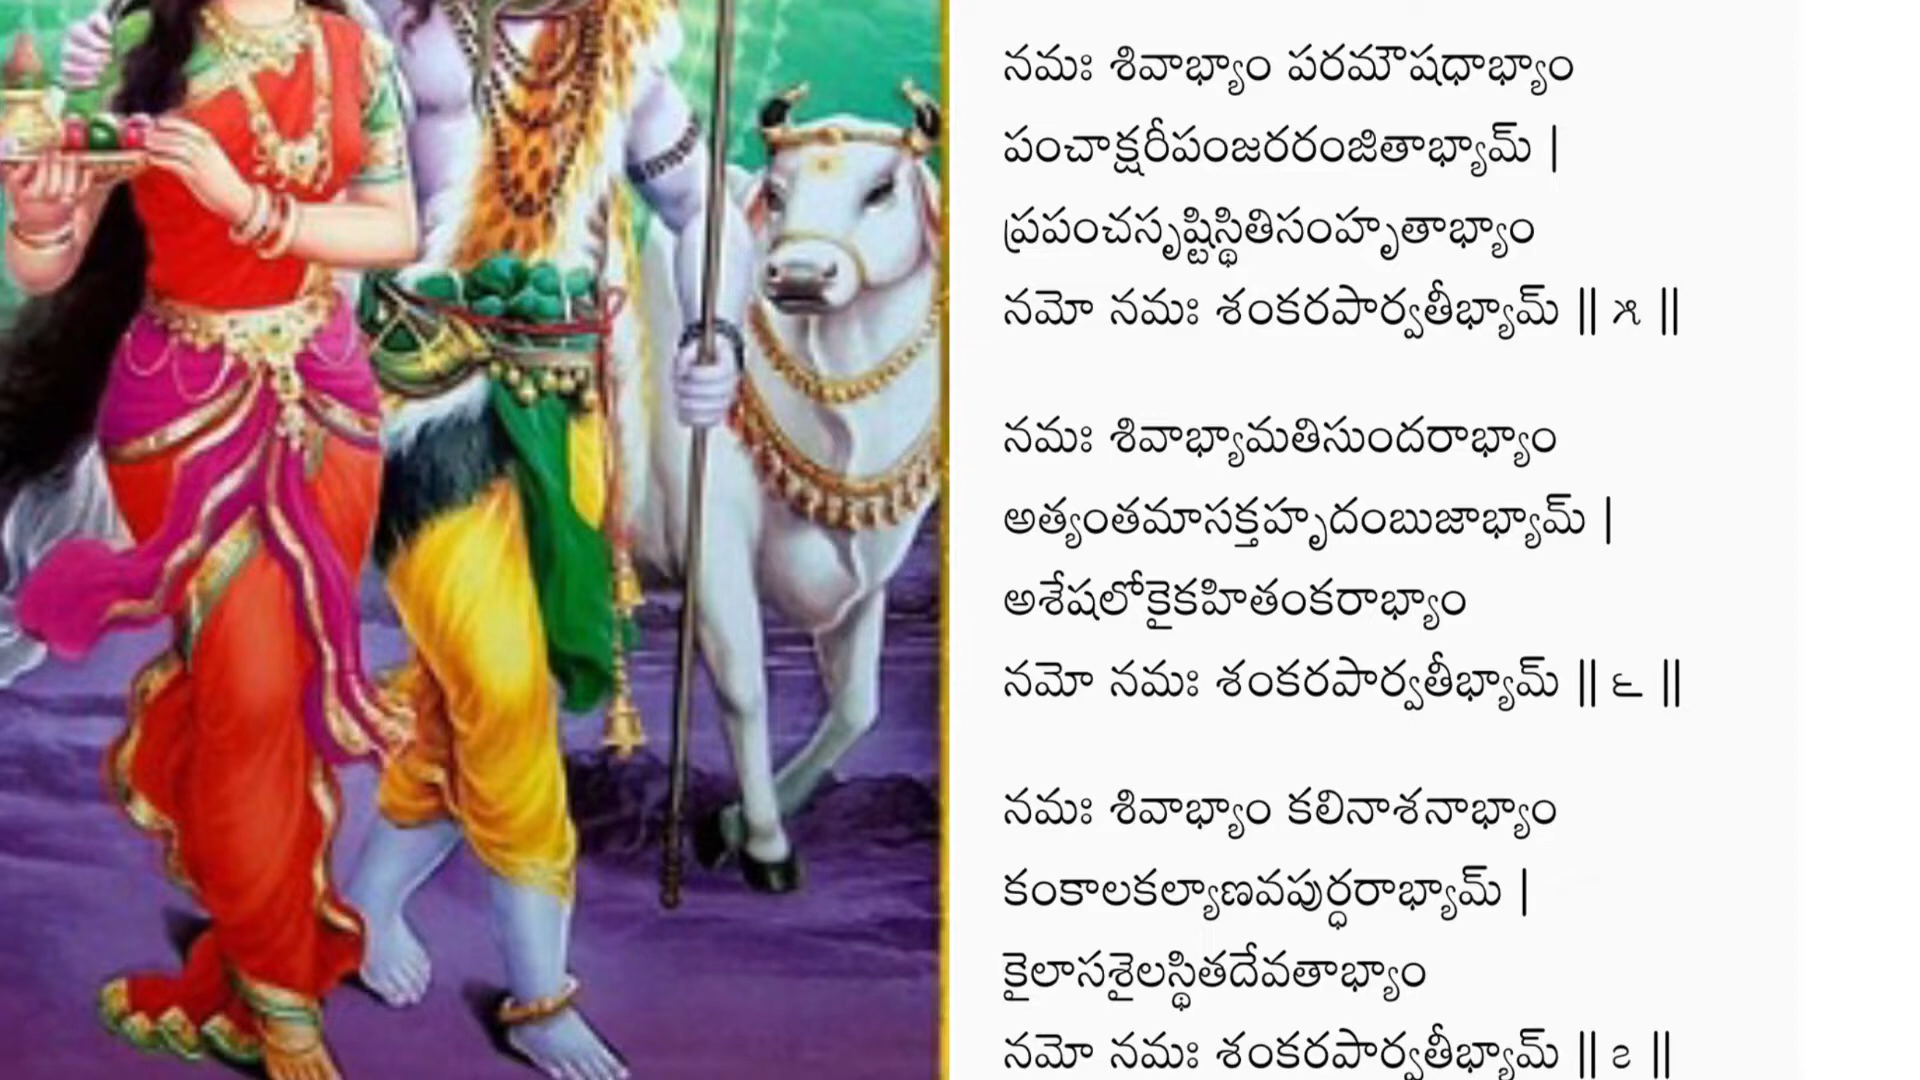 నమః శివాభ్యాం పరమౌషధాభ్యాం
పంచాక్షరీపంజరరంజితాభ్యామ్ |
ప్రపంచసృష్టిస్థితిసంహృతాభ్యాం
నమో నమః శంకరపార్వతీభ్యామ్ || ౫ ||
నమః శివాభ్యామతిసుందరాభ్యాం
అత్యంతమాసక్తహృదంబుజాభ్యామ్ |
అశేషలోకైకహితంకరాభ్యాం
నమో నమః శంకరపార్వతీభ్యామ్ || ౬ ||
నమః శివాభ్యాం కలినాశనాభ్యాం
కంకాలకల్యాణవపుర్ధరాభ్యామ్ |
కైలాసశైలస్థితదేవతాభ్యాం
నమో నమః శంకరపార్వతీభ్యామ్ || ౭ ||